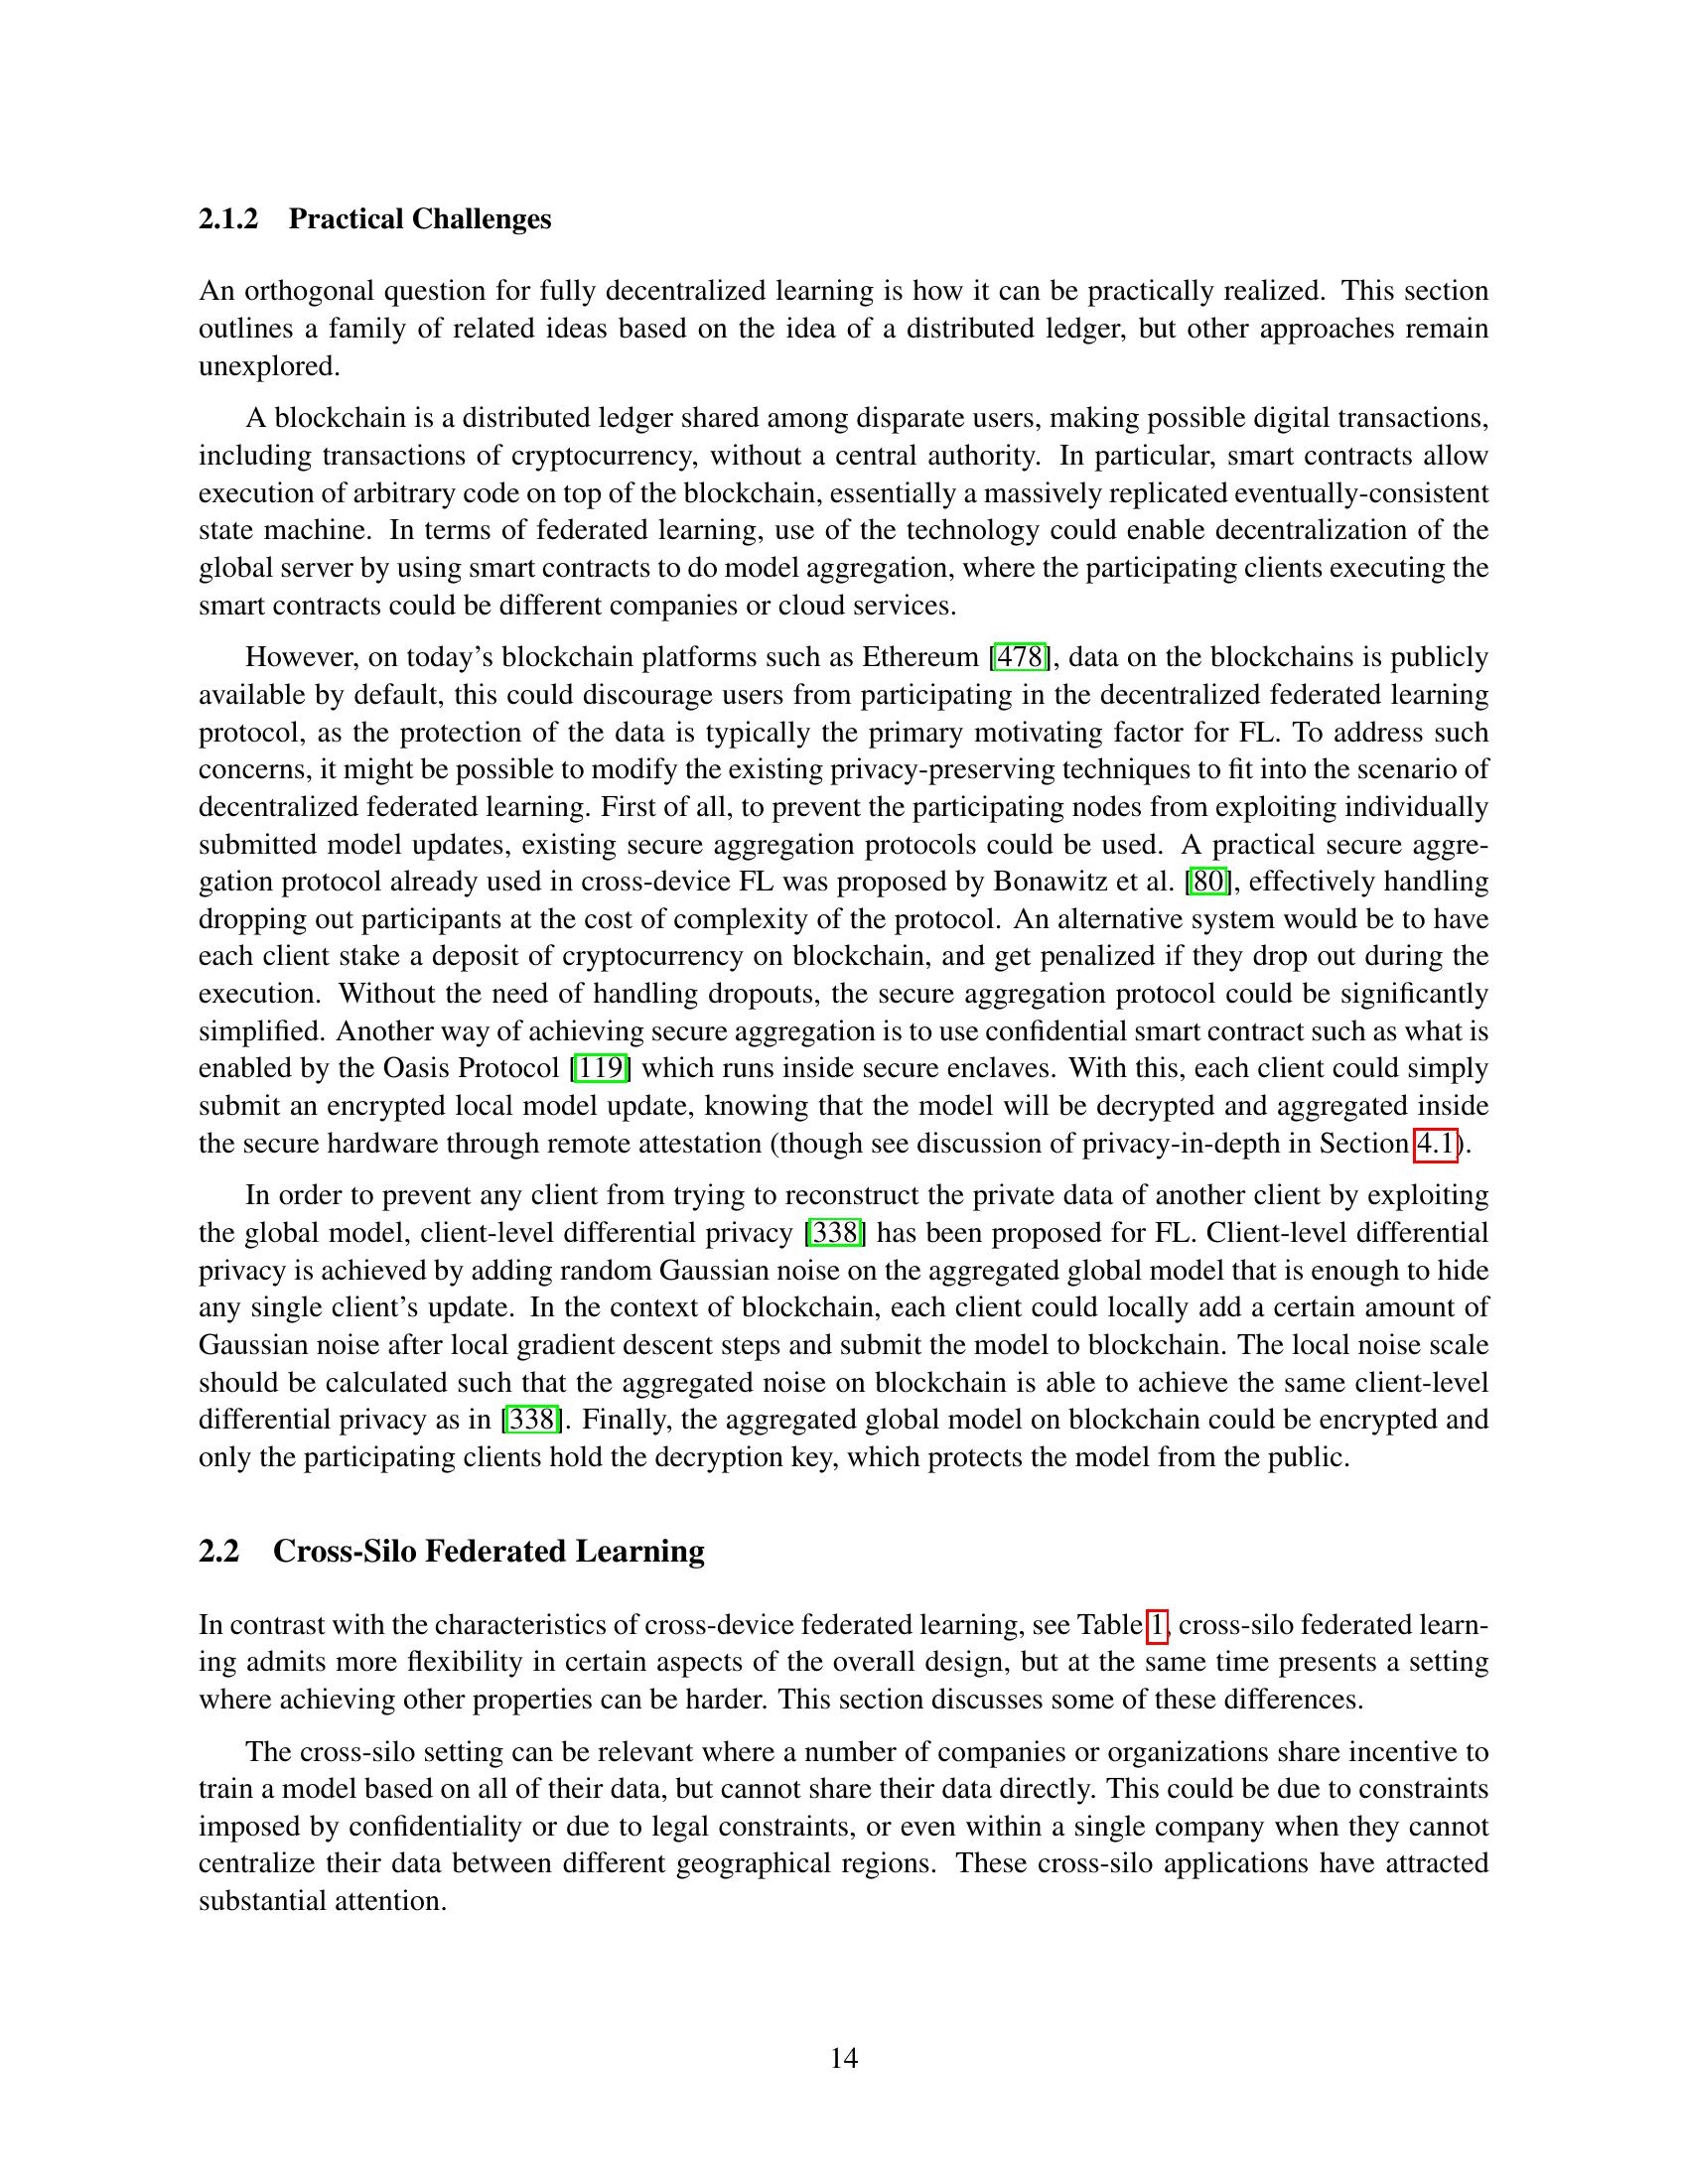 2.1.2 Practical Challenges
An orthogonal question for fully decentralized learning is how it can be practically realized. This section
outlines a family of related ideas based on the idea of a distributed ledger, but other approaches remain
unexplored.
A blockchain is a distributed ledger shared among disparate users, making possible digital transactions,
including transactions of cryptocurrency, without a central authority. In particular, smart contracts allow
execution of arbitrary code on top of the blockchain, essentially a massively replicated eventually-consistent
state machine. In terms of federated learning, use of the technology could enable decentralization of the
global server by using smart contracts to do model aggregation, where the participating clients executing the
smart contracts could be different companies or cloud services.
However, on today's blockchain platforms such as Ethereum [478], data on the blockchains is publicly
available by default, this could discourage users from participating in the decentralized federated learning
protocol, as the protection of the data is typically the primary motivating factor for FL. To address such
concerns, it might be possible to modify the existing privacy-preserving techniques to fit into the scenario of
decentralized federated learning. First of all, to prevent the participating nodes from exploiting individually
submitted model updates, existing secure aggregation protocols could be used. A practical secure aggre-
gation protocol already used in cross-device FL was proposed by Bonawitz et al. [80], effectively handling
dropping out participants at the cost of complexity of the protocol. An alternative system would be to have
each client stake a deposit of cryptocurrency on blockchain, and get penalized if they drop out during the
execution. Without the need of handling dropouts, the secure aggregation protocol could be significantly
simplified. Another way of achieving secure aggregation is to use confidential smart contract such as what is
enabled by the Oasis Protocol [119] which runs inside secure enclaves. With this, each client could simply
submit an encrypted local model update, knowing that the model will be decrypted and aggregated inside
the secure hardware through remote attestation (though see discussion of privacy-in-depth in Section 4.1).
In order to prevent any client from trying to reconstruct the private data of another client by exploiting
the global model, client-level differential privacy [338] has been proposed for FL. Client-level differential
privacy is achieved by adding random Gaussian noise on the aggregated global model that is enough to hide
any single client's update. In the context of blockchain, each client could locally add a certain amount of
Gaussian noise after local gradient descent steps and submit the model to blockchain. The local noise scale
should be calculated such that the aggregated noise on blockchain is able to achieve the same client-level
differential privacy as in [338]. Finally, the aggregated global model on blockchain could be encrypted and
only the participating clients hold the decryption key, which protects the model from the public.
2.2 Cross-Silo Federated Learning
In contrast with the characteristics of cross-device federated learning, see Table 1, cross-silo federated learn-
ing admits more flexibility in certain aspects of the overall design, but at the same time presents a setting
where achieving other properties can be harder. This section discusses some of these differences.
The cross-silo setting can be relevant where a number of companies or organizations share incentive to
train a model based on all of their data, but cannot share their data directly. This could be due to constraints
imposed by confidentiality or due to legal constraints, or even within a single company when they cannot
centralize their data between different geographical regions. These cross-silo applications have attracted
substantial attention.
14